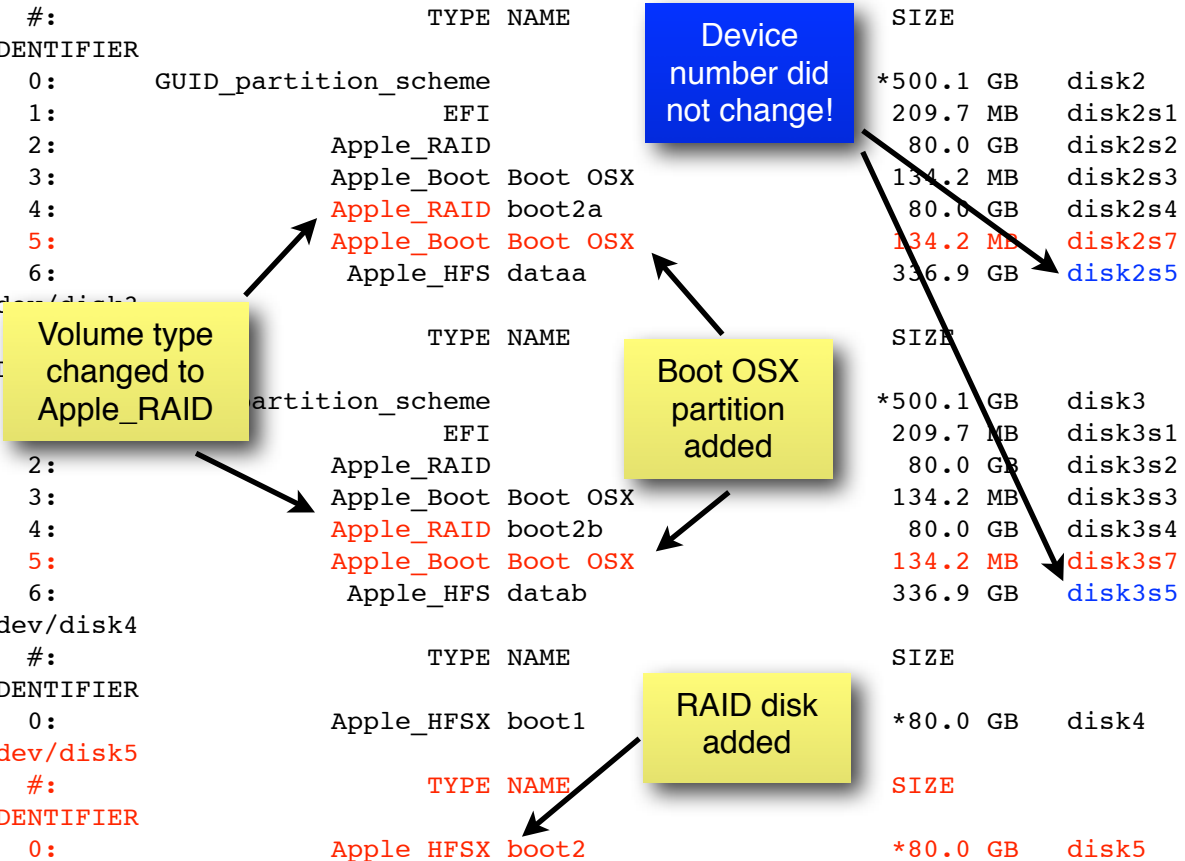 #: TYPE NAME SIZE
DENTIFIER
0: GUID_partition_scheme *500.1 GB disk2
1: EFI 209.7 MB disk2s1
2: Apple_RAID 80.0 GB disk2s2
3: Apple_Boot Boot OSX 134.2 MB disk2s3
4: Apple_RAID boot2a 80.0 GB disk2s4
5: Apple_Boot Boot OSX 134.2 MB disk2s7
6: Apple_HFS dataa 336.9 GB disk2s5
Device
number did
not change!
TYPE NAME SIZE
artition_scheme *500.1 GB disk3
EFI 209.7 MB disk3s1
2: Apple_RAID 80.0 GB disk3s2
3: Apple_Boot Boot OSX 134.2 MB disk3s3
4: Apple_RAID boot2b 80.0 GB disk3s4
5: Apple_Boot Boot OSX 134.2 MB disk3s7
6: Apple_HFS datab 336.9 GB disk3s5
Volume type
changed to
Apple_RAID
Boot OSX
partition
added
dev/disk4
#: TYPE NAME SIZE
DENTIFIER
0: Apple_HFSX boot1 *80.0 GB disk4
RAID disk
added
dev/disk5
#: TYPE NAME SIZE
DENTIFIER
0: Apple_HFSX boot2 *80.0 GB disk5